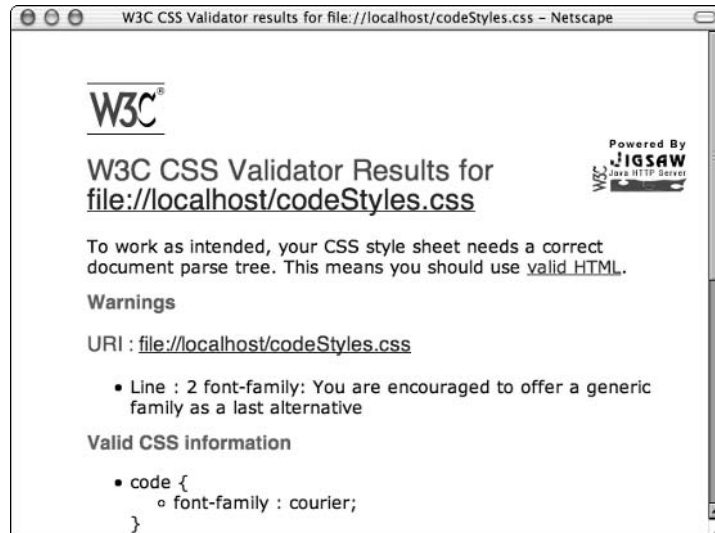 W3C CSS Validator results for file://localhost/codeStyles.css – Netscape
W3C®
Powered By
JIGSAW
W3C Java HTTP Server
W3C CSS Validator Results for
file://localhost/codeStyles.css
To work as intended, your CSS style sheet needs a correct
document parse tree. This means you should use valid HTML.
Warnings
URI : file://localhost/codeStyles.css
• Line : 2 font-family: You are encouraged to offer a generic
family as a last alternative
Valid CSS information
• code {
◦ font-family : courier;
}